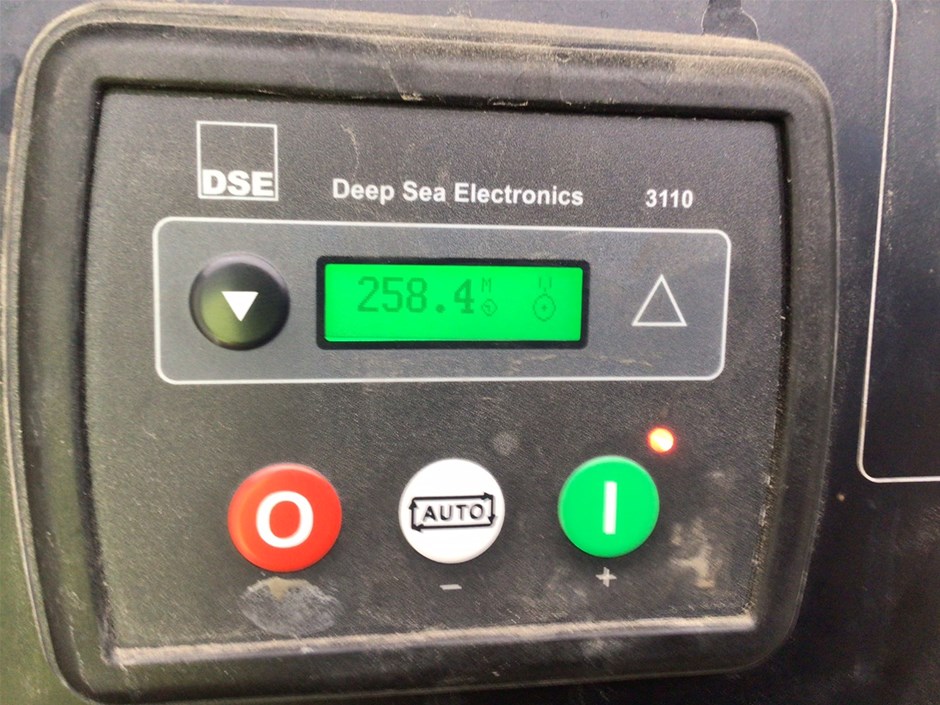 DSE
Deep Sea Electronics 3110
258.4 M
O AUTO I
- +